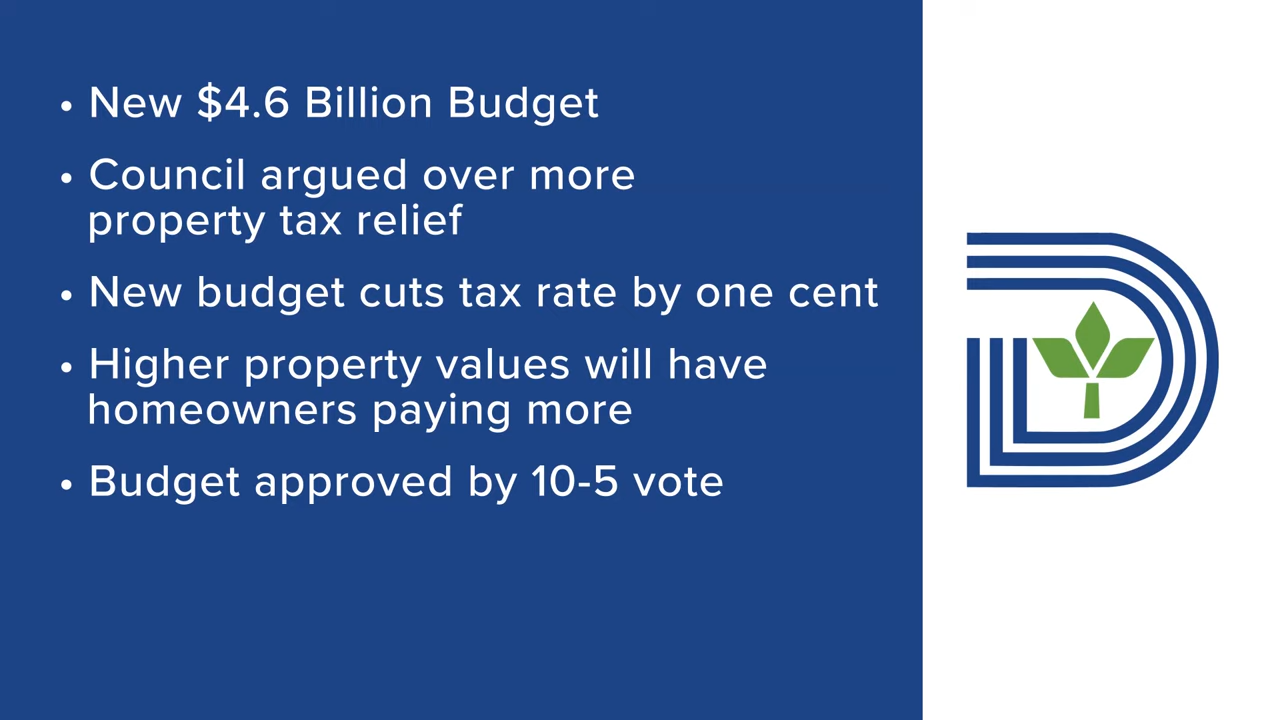 • New $4.6 Billion Budget
• Council argued over more
property tax relief
• New budget cuts tax rate by one cent
• Higher property values will have
homeowners paying more
• Budget approved by 10-5 vote